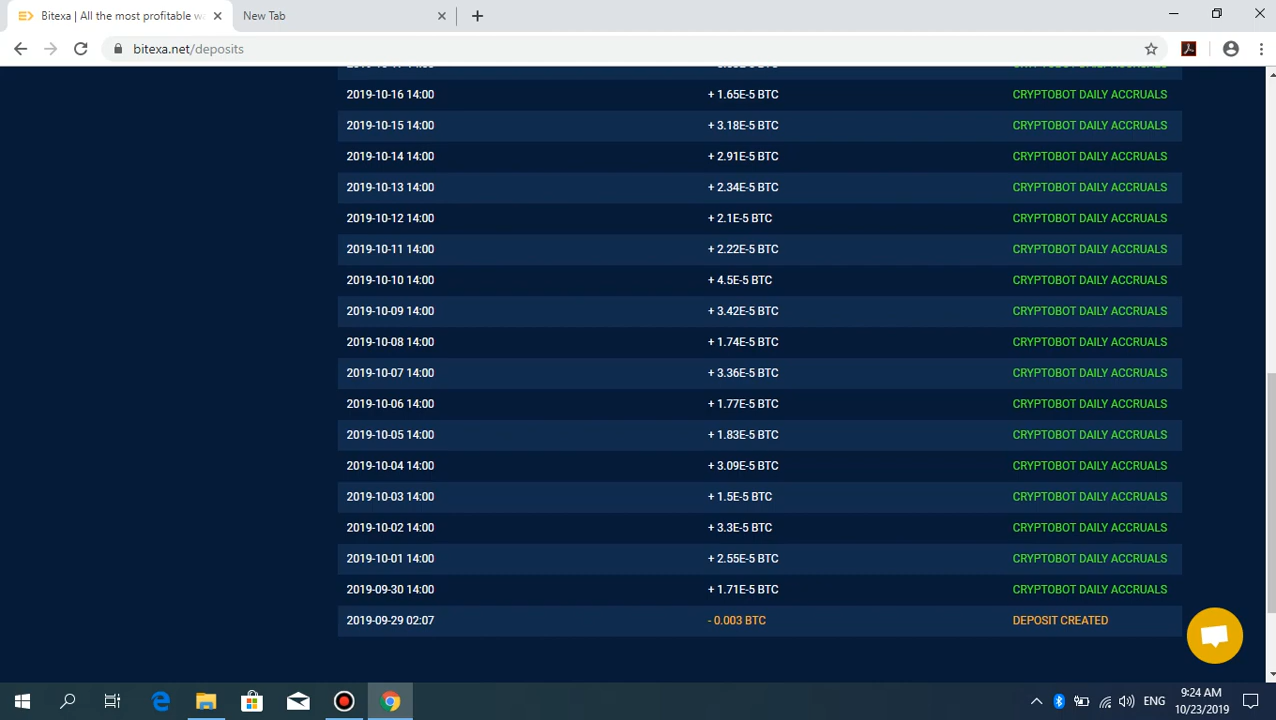 Bitexa | All the most profitable wa
New Tab
bitexa.net/deposits
2019-10-16 14:00 + 1.65E-5 BTC CRYPTOBOT DAILY ACCRUALS
2019-10-15 14:00 + 3.18E-5 BTC CRYPTOBOT DAILY ACCRUALS
2019-10-14 14:00 + 2.91E-5 BTC CRYPTOBOT DAILY ACCRUALS
2019-10-13 14:00 + 2.34E-5 BTC CRYPTOBOT DAILY ACCRUALS
2019-10-12 14:00 + 2.1E-5 BTC CRYPTOBOT DAILY ACCRUALS
2019-10-11 14:00 + 2.22E-5 BTC CRYPTOBOT DAILY ACCRUALS
2019-10-10 14:00 + 4.5E-5 BTC CRYPTOBOT DAILY ACCRUALS
2019-10-09 14:00 + 3.42E-5 BTC CRYPTOBOT DAILY ACCRUALS
2019-10-08 14:00 + 1.74E-5 BTC CRYPTOBOT DAILY ACCRUALS
2019-10-07 14:00 + 3.36E-5 BTC CRYPTOBOT DAILY ACCRUALS
2019-10-06 14:00 + 1.77E-5 BTC CRYPTOBOT DAILY ACCRUALS
2019-10-05 14:00 + 1.83E-5 BTC CRYPTOBOT DAILY ACCRUALS
2019-10-04 14:00 + 3.09E-5 BTC CRYPTOBOT DAILY ACCRUALS
2019-10-03 14:00 + 1.5E-5 BTC CRYPTOBOT DAILY ACCRUALS
2019-10-02 14:00 + 3.3E-5 BTC CRYPTOBOT DAILY ACCRUALS
2019-10-01 14:00 + 2.55E-5 BTC CRYPTOBOT DAILY ACCRUALS
2019-09-30 14:00 + 1.71E-5 BTC CRYPTOBOT DAILY ACCRUALS
2019-09-29 02:07 - 0.003 BTC DEPOSIT CREATED
ENG
9:24 AM
10/23/2019